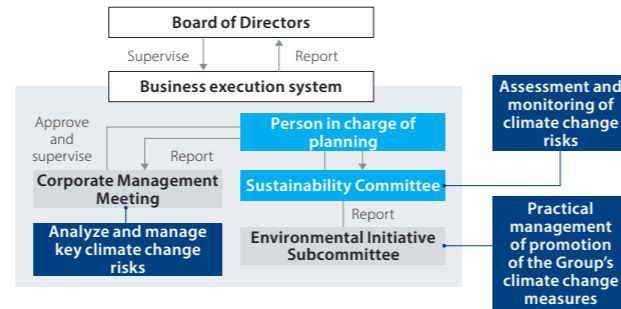 Board of Directors
Supervise
Report
Business execution system
Assessment and
monitoring of
climate change
risks
Approve
and
supervise
Report
Person in charge of
planning
Corporate Management
Meeting
Sustainability Committee
Analyze and manage
key climate change
risks
Report
Environmental Initiative
Subcommittee
Practical
management
of promotion
of the Group's
climate change
measures